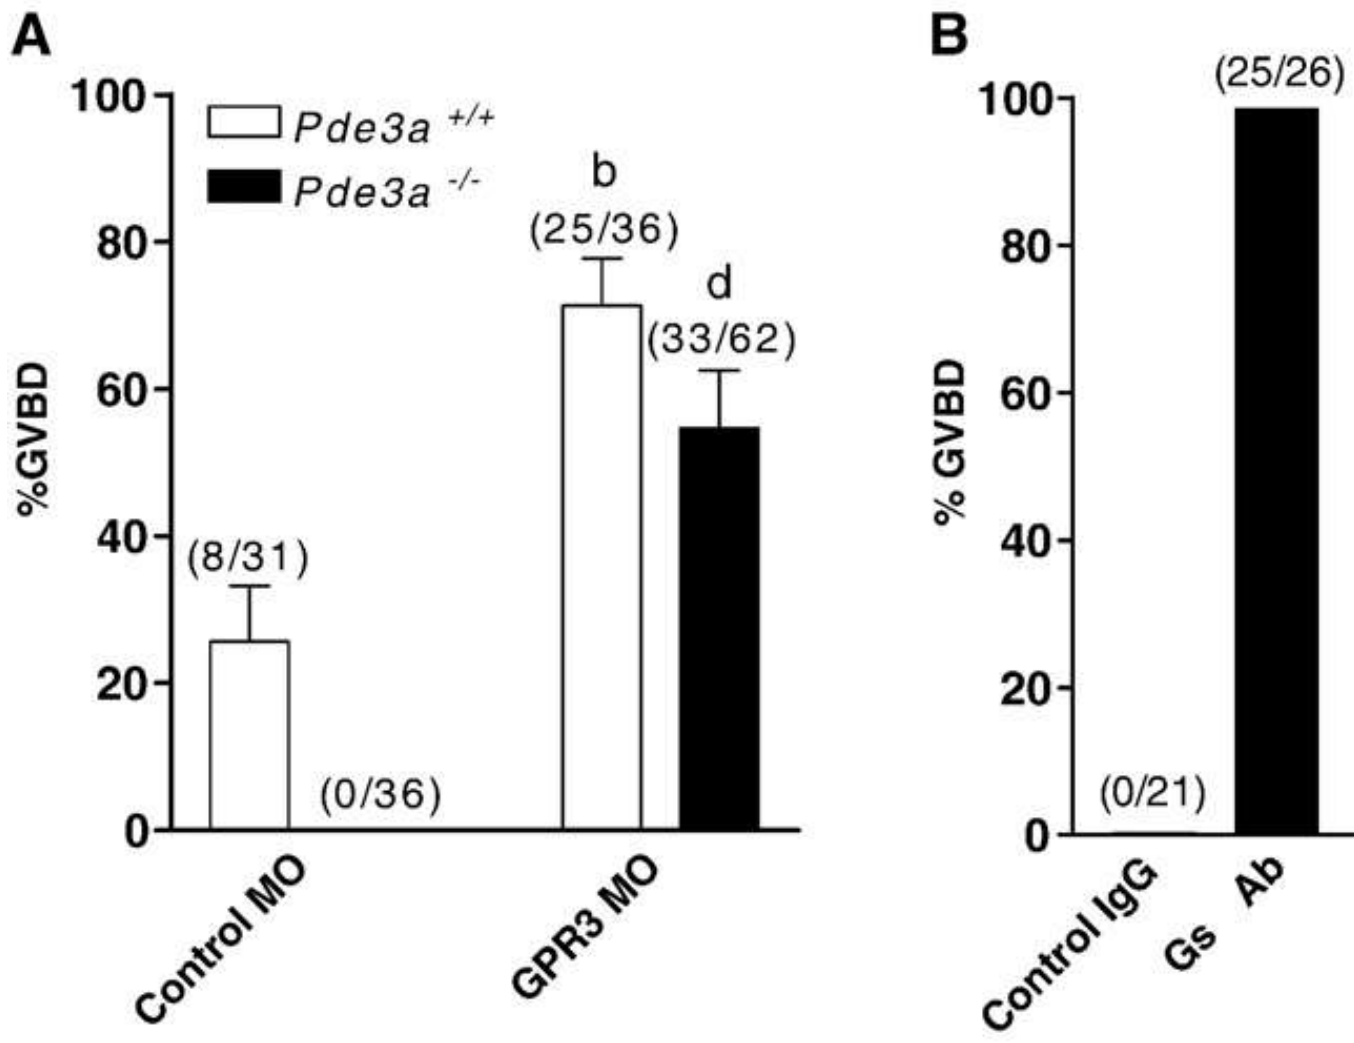 A
100
80
60
40
20
0
%GVBD
Pde3a +/+
Pde3a -/-
(8/31)
(0/36)
b
(25/36)
d
(33/62)
Control MO
GPR3 MO
B
100
80
60
40
20
0
% GVBD
(0/21)
(25/26)
Control IgG
Gs Ab